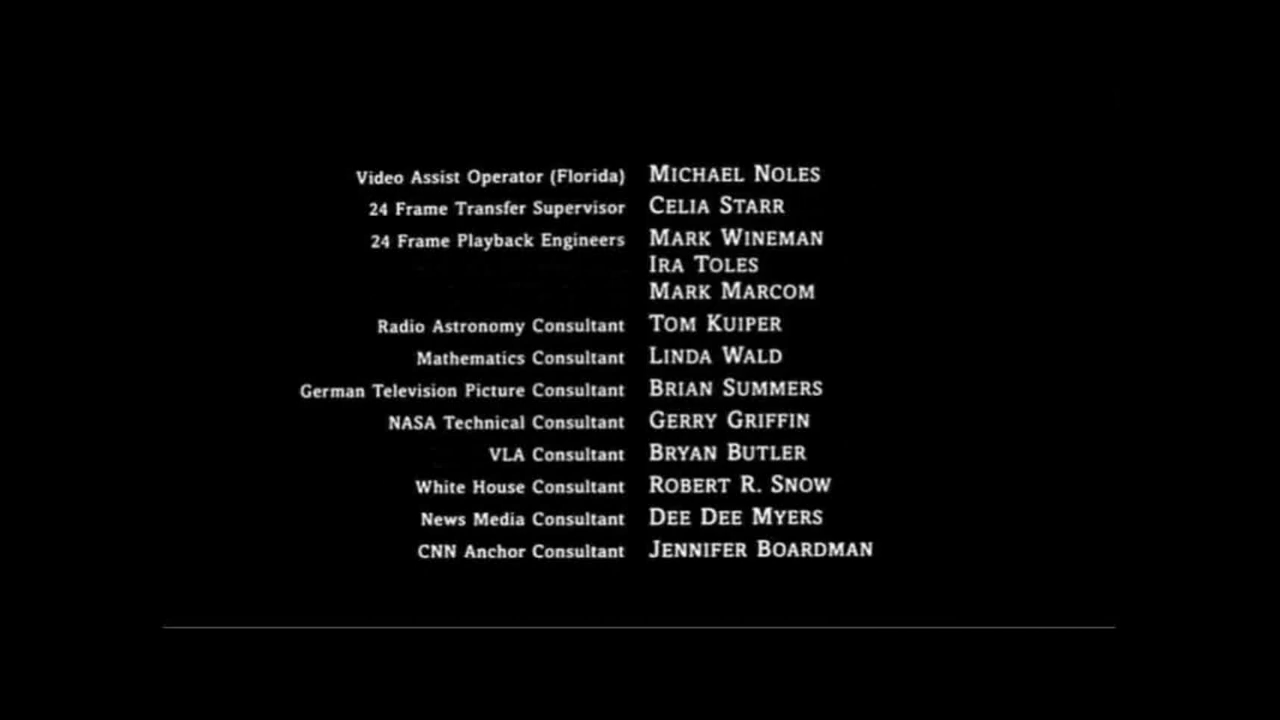 Video Assist Operator (Florida) MICHAEL NOLES
24 Frame Transfer Supervisor CELIA STARR
24 Frame Playback Engineers MARK WINEMAN
IRA TOLES
MARK MARCOM
Radio Astronomy Consultant TOM KUIPER
Mathematics Consultant LINDA WALD
German Television Picture Consultant BRIAN SUMMERS
NASA Technical Consultant GERRY GRIFFIN
VLA Consultant BRYAN BUTLER
White House Consultant ROBERT R. SNOW
News Media Consultant DEE DEE MYERS
CNN Anchor Consultant JENNIFER BOARDMAN